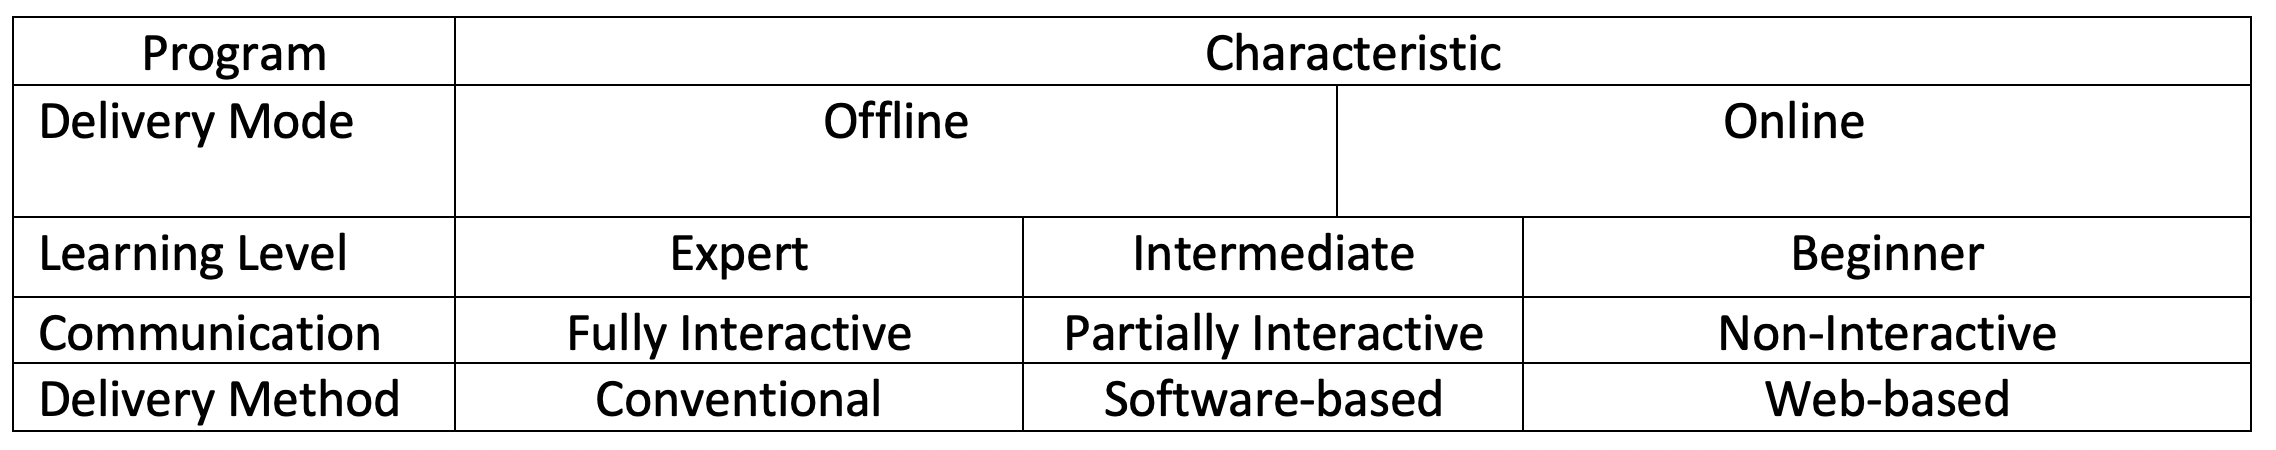 Program Characteristic
Delivery Mode Offline Online
Learning Level Expert Intermediate Beginner
Communication Fully Interactive Partially Interactive Non-Interactive
Delivery Method Conventional Software-based Web-based